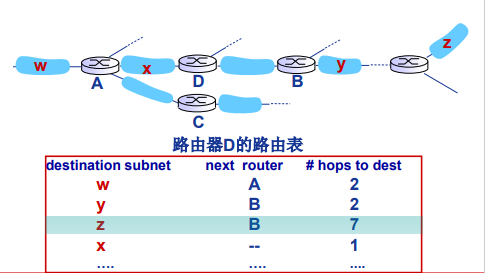 z
w
x
y
A
D
B
C
路由器D的路由表
destination subnet next router # hops to dest
w A 2
y B 2
z B 7
x -- 1
.... .... ....